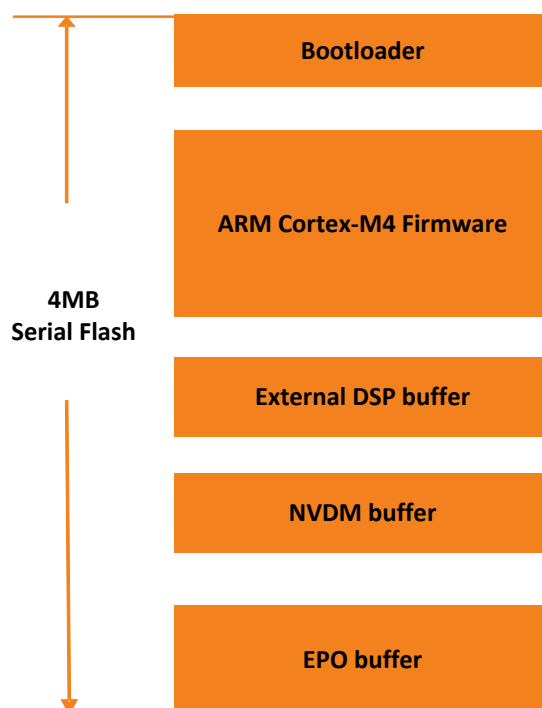 Bootloader
ARM Cortex-M4 Firmware
4MB
Serial Flash
External DSP buffer
NVDM buffer
EPO buffer